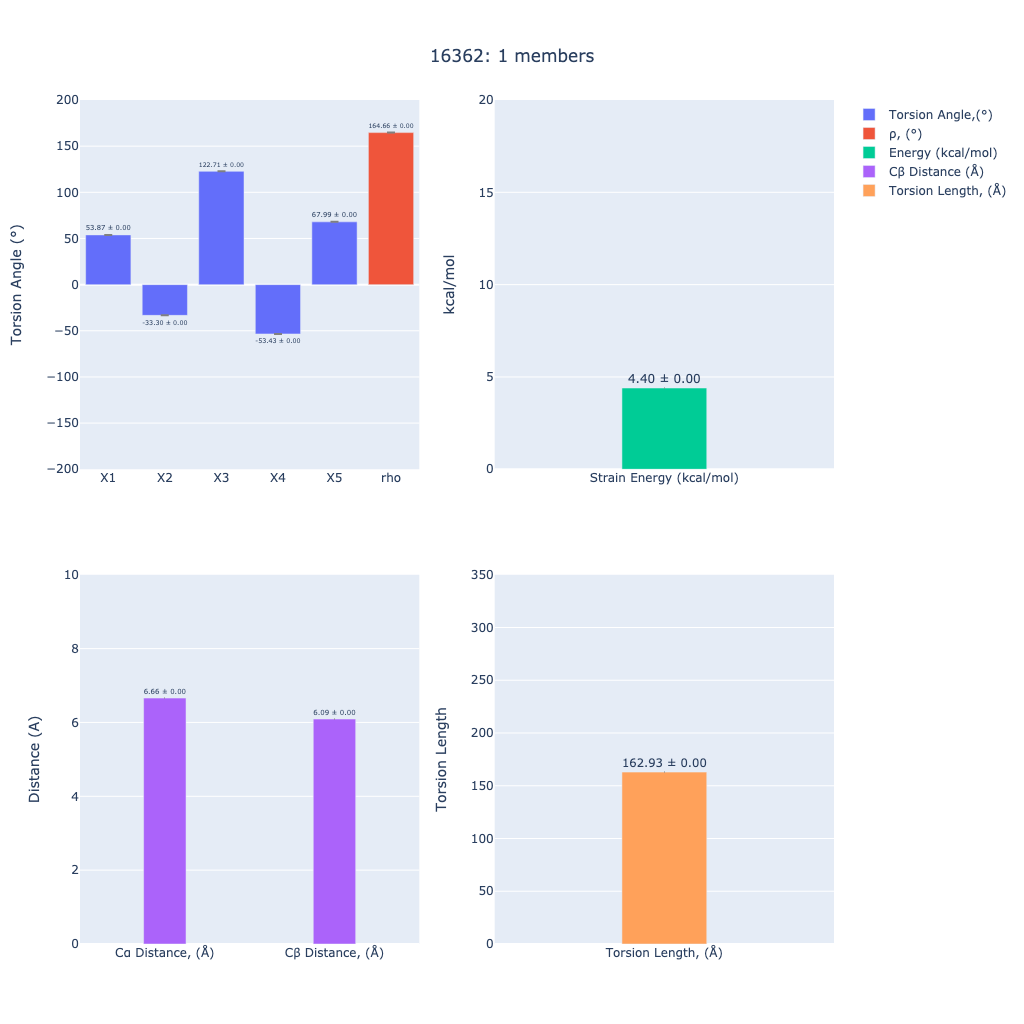 16362: 1 members
200
150
100
50
0
−50
−100
−150
−200
Torsion Angle (°)
53.87 ± 0.00
-33.30 ± 0.00
122.71 ± 0.00
-53.43 ± 0.00
67.99 ± 0.00
164.66 ± 0.00
X1
X2
X3
X4
X5
rho
20
15
10
5
0
kcal/mol
4.40 ± 0.00
Strain Energy (kcal/mol)
Torsion Angle,(°)
ρ, (°)
Energy (kcal/mol)
Cβ Distance (Å)
Torsion Length, (Å)
10
8
6
4
2
0
Distance (A)
6.66 ± 0.00
6.09 ± 0.00
Cα Distance, (Å)
Cβ Distance, (Å)
350
300
250
200
150
100
50
0
Torsion Length
162.93 ± 0.00
Torsion Length, (Å)